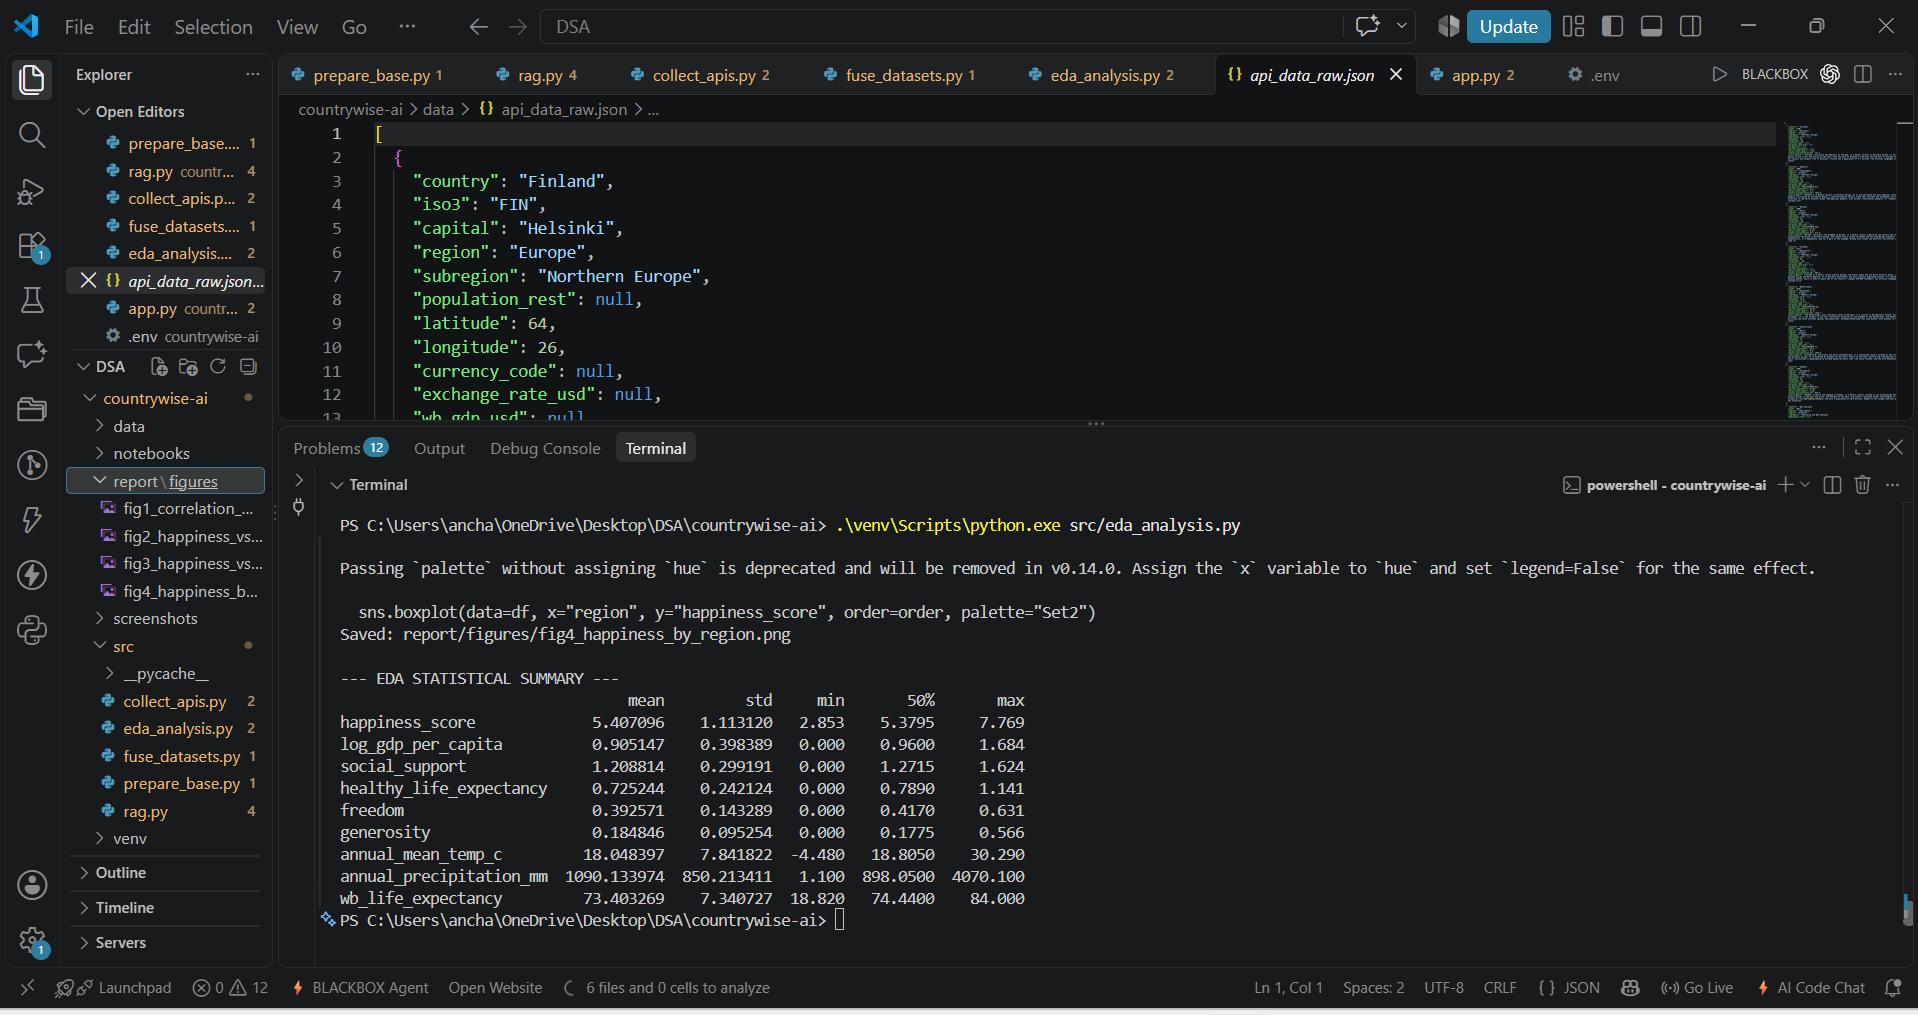 File Edit Selection View Go ··· DSA Update
Explorer ···
Open Editors
prepare_base.... 1
rag.py countr... 4
collect_apis.p... 2
fuse_datasets.... 1
eda_analysis.... 2
{} api_data_raw.json...
app.py countr... 2
.env countrywise-ai
DSA
countrywise-ai
data
notebooks
report\figures
fig1_correlation_...
fig2_happiness_vs...
fig3_happiness_vs...
fig4_happiness_b...
screenshots
src
__pycache__
collect_apis.py 2
eda_analysis.py 2
fuse_datasets.py 1
prepare_base.py 1
rag.py 4
venv
Outline
Timeline
Servers
1
1
prepare_base.py 1 rag.py 4 collect_apis.py 2 fuse_datasets.py 1 eda_analysis.py 2 {} api_data_raw.json app.py 2 .env BLACKBOX ···
countrywise-ai > data > {} api_data_raw.json > ...
1 [
2 {
3 "country": "Finland",
4 "iso3": "FIN",
5 "capital": "Helsinki",
6 "region": "Europe",
7 "subregion": "Northern Europe",
8 "population_rest": null,
9 "latitude": 64,
10 "longitude": 26,
11 "currency_code": null,
12 "exchange_rate_usd": null,
13 "wb_gdp_usd": null
Problems 12 Output Debug Console Terminal ···
Terminal powershell - countrywise-ai ···
PS C:\Users\ancha\OneDrive\Desktop\DSA\countrywise-ai> .\venv\Scripts\python.exe src/eda_analysis.py
Passing `palette` without assigning `hue` is deprecated and will be removed in v0.14.0. Assign the `x` variable to `hue` and set `legend=False` for the same effect.
sns.boxplot(data=df, x="region", y="happiness_score", order=order, palette="Set2")
Saved: report/figures/fig4_happiness_by_region.png
--- EDA STATISTICAL SUMMARY ---
mean std min 50% max
happiness_score 5.407096 1.113120 2.853 5.3795 7.769
log_gdp_per_capita 0.905147 0.398389 0.000 0.9600 1.684
social_support 1.208814 0.299191 0.000 1.2715 1.624
healthy_life_expectancy 0.725244 0.242124 0.000 0.7890 1.141
freedom 0.392571 0.143289 0.000 0.4170 0.631
generosity 0.184846 0.095254 0.000 0.1775 0.566
annual_mean_temp_c 18.048397 7.841822 -4.480 18.8050 30.290
annual_precipitation_mm 1090.133974 850.213411 1.100 898.0500 4070.100
wb_life_expectancy 73.403269 7.340727 18.820 74.4400 84.000
PS C:\Users\ancha\OneDrive\Desktop\DSA\countrywise-ai>
Launchpad 0 12 BLACKBOX Agent Open Website 6 files and 0 cells to analyze Ln 1, Col 1 Spaces: 2 UTF-8 CRLF {} JSON Go Live AI Code Chat